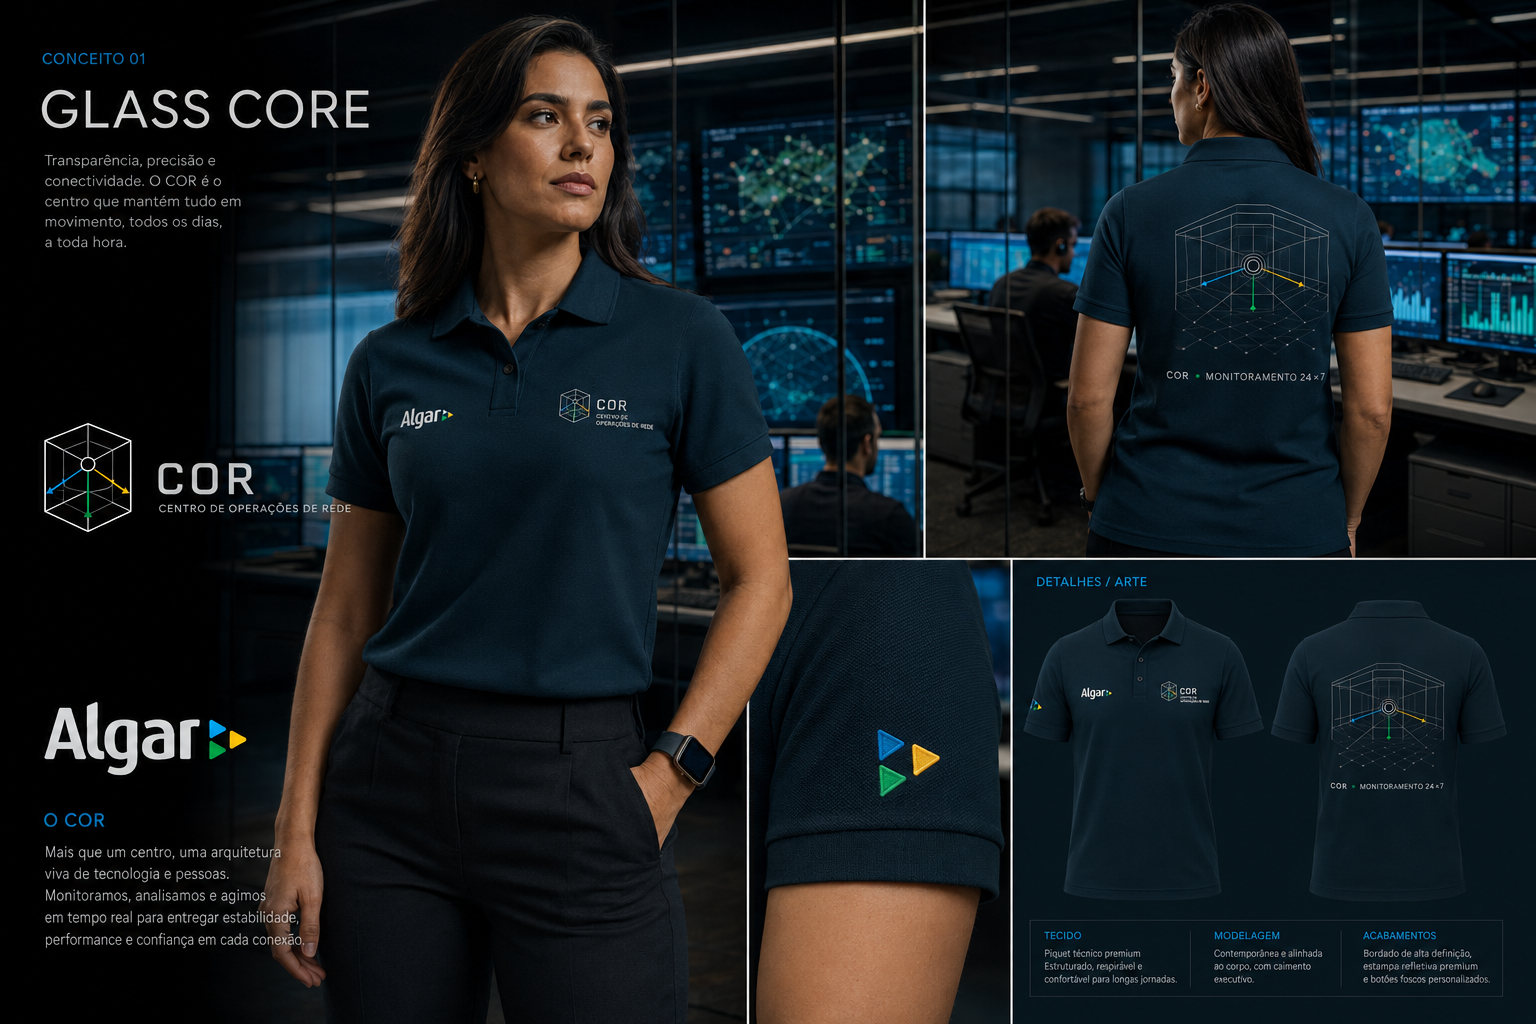 CONCEITO 01
GLASS CORE
Transparência, precisão e
conectividade. O COR é o
centro que mantém tudo em
movimento, todos os dias,
a toda hora.
COR
CENTRO DE OPERAÇÕES DE REDE
Algar
O COR
Mais que um centro, uma arquitetura
viva de tecnologia e pessoas.
Monitoramos, analisamos e agimos
em tempo real para entregar estabilidade,
performance e confiança em cada conexão.
Algar
COR
CENTRO DE
OPERAÇÕES DE REDE
COR • MONITORAMENTO 24×7
DETALHES / ARTE
Algar
COR
COR • MONITORAMENTO 24×7
TECIDO
Piquet técnico premium
Estruturado, respirável e
confortável para longas jornadas.
MODELAGEM
Contemporânea e alinhada
ao corpo, com caimento
executivo.
ACABAMENTOS
Bordado de alta definição,
estampa refletiva premium
e botões foscos personalizados.